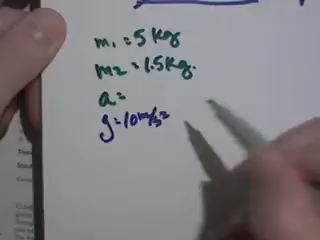 m₁ = 5 kg
m₂ = 1.5 kg.
a =
g = 10 m/s²